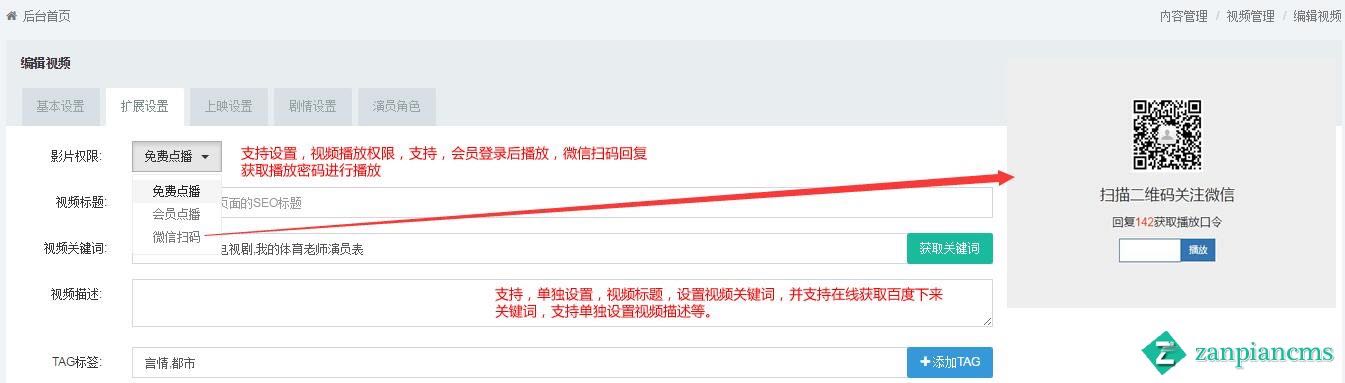 后台首页
内容管理 / 视频管理 / 编辑视频
编辑视频
基本设置 扩展设置 上映设置 剧情设置 演员角色
影片权限: 免费点播
支持设置，视频播放权限，支持，会员登录后播放，微信扫码回复
获取播放密码进行播放
免费点播
会员点播
微信扫码
视频标题: 页面的SEO标题
视频关键词: 电视剧,我的体育老师演员表 获取关键词
视频描述:
支持，单独设置，视频标题，设置视频关键词，并支持在线获取百度下来
关键词，支持单独设置视频描述等。
TAG标签: 言情,都市 +添加TAG
扫描二维码关注微信
回复142获取播放口令
播放
zanpiancms